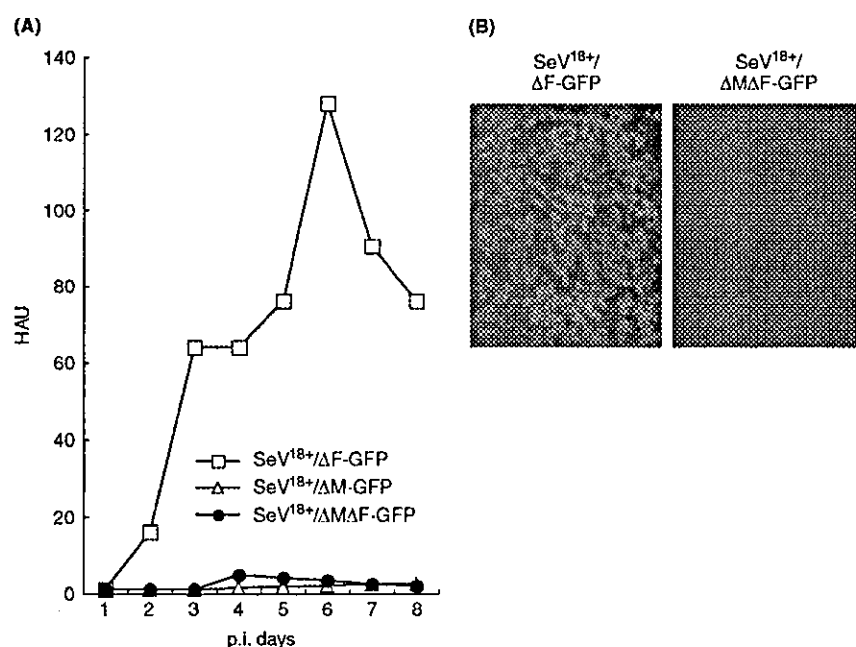 (A)
140
120
100
80
60
40
20
0
HAU
1 2 3 4 5 6 7 8
p.i. days
SeV18+/ΔF-GFP
SeV18+/ΔM-GFP
SeV18+/ΔMΔF-GFP
(B)
SeV18+/
ΔF-GFP
SeV18+/
ΔMΔF-GFP